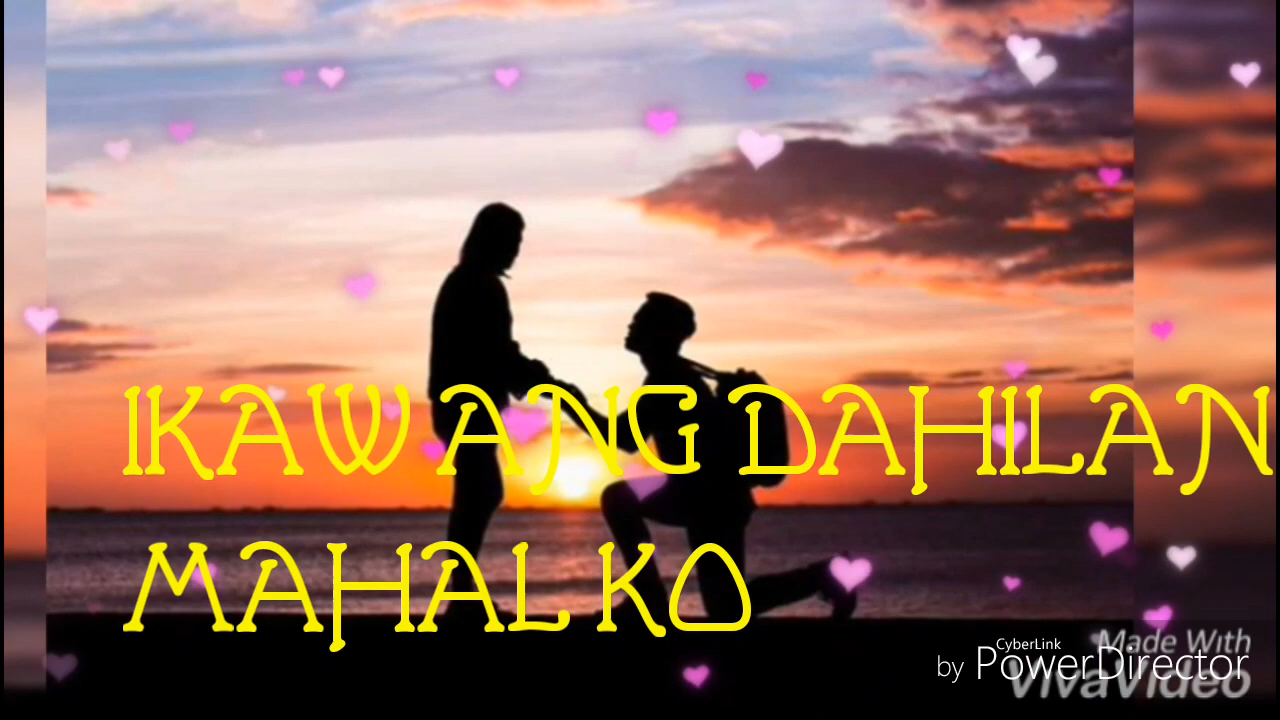 IKAW ANG DAHILAN
MAHAL KO
Made With
CyberLink
by PowerDirector
VivaVideo